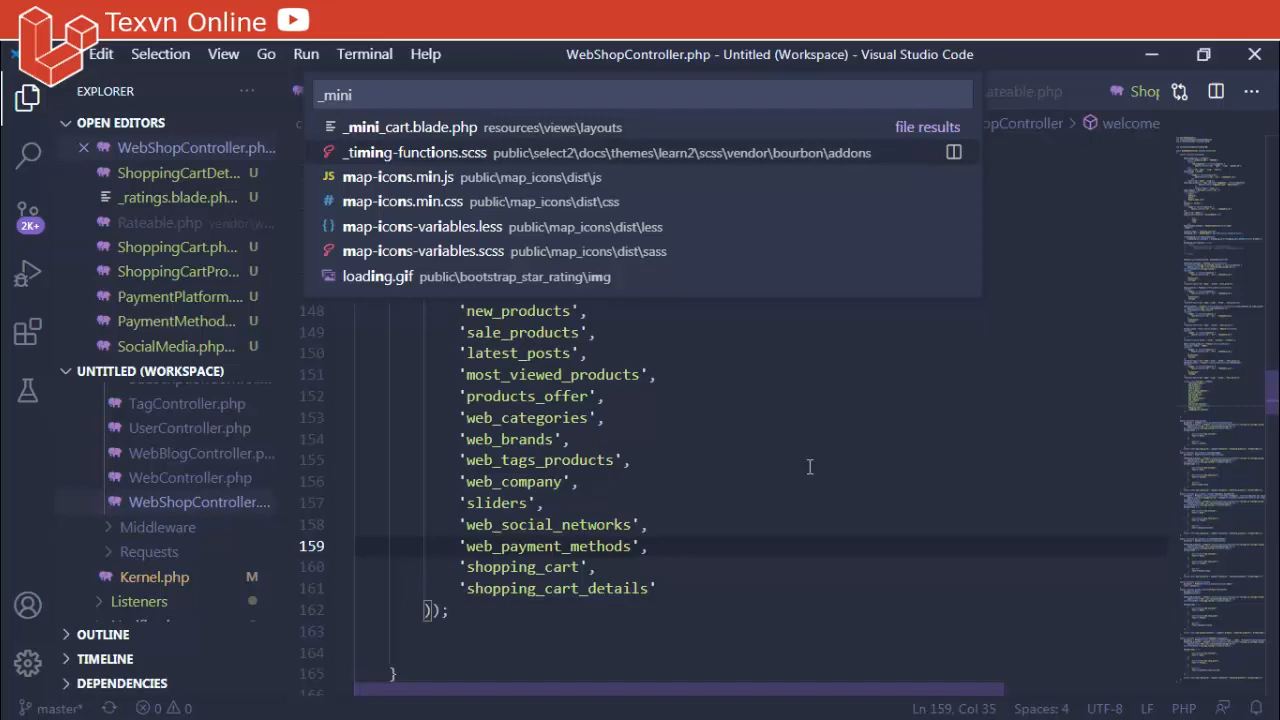 Texvn Online
Edit Selection View Go Run Terminal Help
WebShopController.php - Untitled (Workspace) - Visual Studio Code
EXPLORER
OPEN EDITORS
WebShopController.ph...
ShoppingCartDet... U
_ratings.blade.ph... U
Rateable.php vendor\
ShoppingCart.ph... U
ShoppingCartPro... U
PaymentPlatform.... U
PaymentMethod... U
SocialMedia.php... U
UNTITLED (WORKSPACE)
TagController.php
UserController.php
WebBlogController.p...
WebController.php
WebShopController....
Middleware
Requests
Kernel.php M
Listeners
OUTLINE
TIMELINE
DEPENDENCIES
_mini
_mini_cart.blade.php resources\views\layouts file results
_timing-functions.scss public\select2\docs\themes\learn2\scss\vendor\bourbon\addons
map-icons.min.js public\map_icons\dist\js
map-icons.min.css public\map_icons\dist\css
map-icons-variables.less public\map_icons\dist\less
map-icons-variables.scss public\map_icons\dist\sass
loading.gif public\bootstrap_star_rating\img
ateable.php Shop
opController > welcome
148 'new_products',
149 'sale_products',
150 'latest_posts',
151 'most_viewed_products',
152 'products_offer',
153 'web_categories',
154 'web_brands',
155 'web_tags_products',
156 'web_company',
157 'slides',
158 'web_social_networks',
159 'web_payment_methods',
160 'shopping_cart',
161 'shopping_cart_details'
162 ));
163
164
165 }
166
master* 0 0
Ln 159, Col 35 Spaces: 4 UTF-8 LF PHP